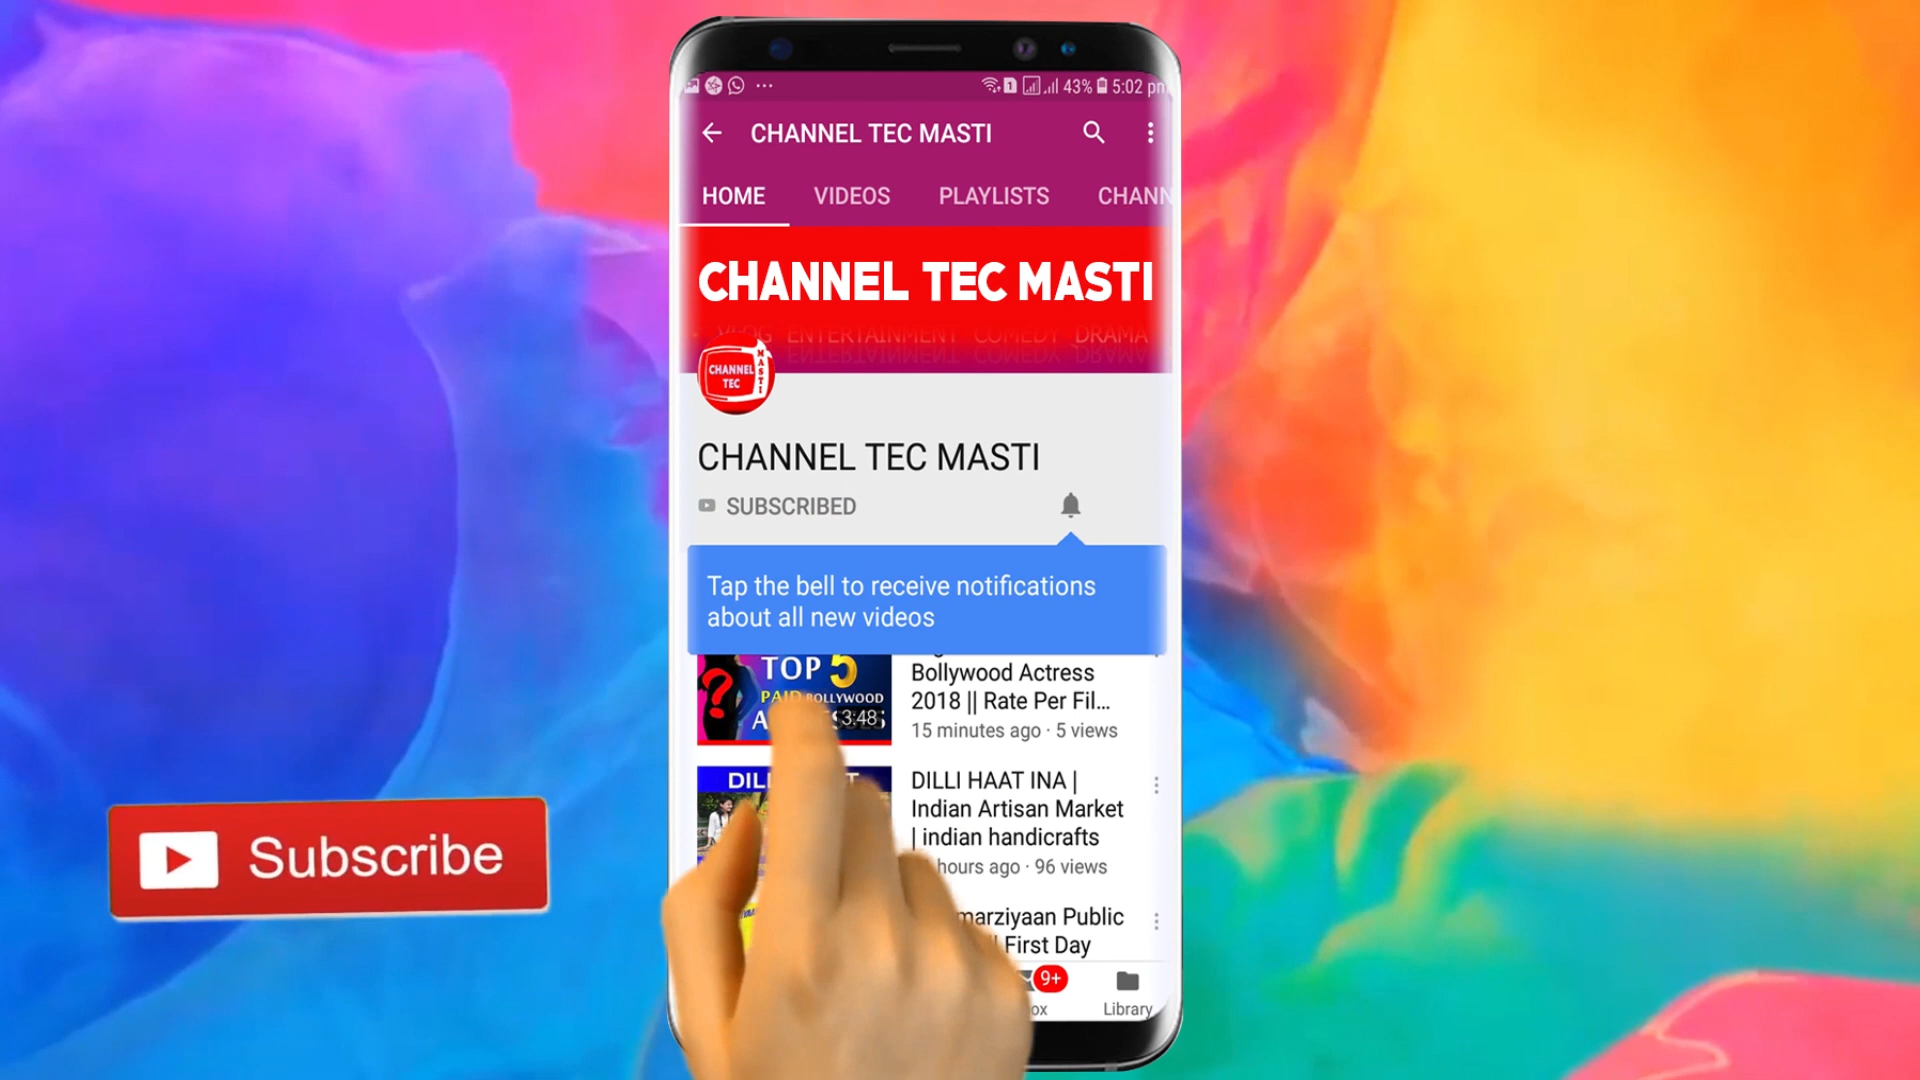 43% 5:02 pm
CHANNEL TEC MASTI
HOME VIDEOS PLAYLISTS CHANN
CHANNEL TEC MASTI
VLOG ENTERTAINMENT COMEDY DRAMA
CHANNEL
TEC
MASTI
CHANNEL TEC MASTI
SUBSCRIBED
Tap the bell to receive notifications
about all new videos
TOP 5
PAID BOLLYWOOD
3:48
Bollywood Actress
2018 || Rate Per Fil...
15 minutes ago · 5 views
DILLI HAAT INA |
Indian Artisan Market
| indian handicrafts
hours ago · 96 views
marziyaan Public
First Day
9+
Library
Subscribe